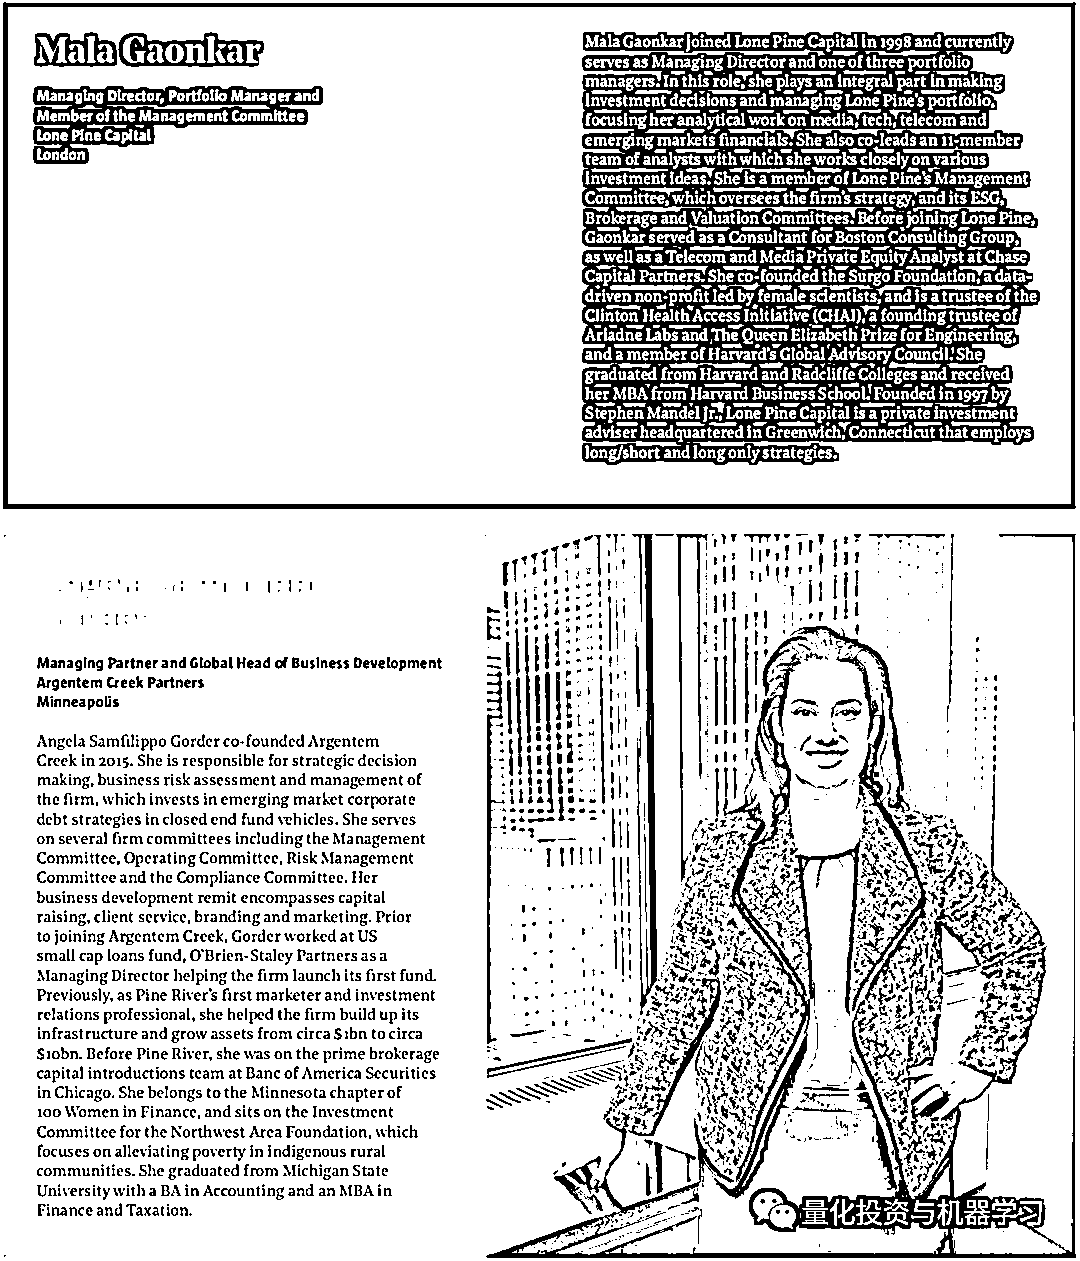 Mala Gaonkar
Managing Director, Portfolio Manager and
Member of the Management Committee
Lone Pine Capital
London
Mala Gaonkar joined Lone Pine Capital in 1998 and currently
serves as Managing Director and one of three portfolio
managers. In this role, she plays an integral part in making
investment decisions and managing Lone Pine's portfolio,
focusing her analytical work on media, tech, telecom and
emerging markets financials. She also co-leads an 11-member
team of analysts with which she works closely on various
investment ideas. She is a member of Lone Pine's Management
Committee, which oversees the firm's strategy, and its ESG,
Brokerage and Valuation Committees. Before joining Lone Pine,
Gaonkar served as a Consultant for Boston Consulting Group,
as well as a Telecom and Media Private Equity Analyst at Chase
Capital Partners. She co-founded the Surgo Foundation, a data-
driven non-profit led by female scientists, and is a trustee of the
Clinton Health Access Initiative (CHAI), a founding trustee of
Ariadne Labs and The Queen Elizabeth Prize for Engineering,
and a member of Harvard's Global Advisory Council. She
graduated from Harvard and Radcliffe Colleges and received
her MBA from Harvard Business School. Founded in 1997 by
Stephen Mandel Jr., Lone Pine Capital is a private investment
adviser headquartered in Greenwich, Connecticut that employs
long/short and long only strategies.
Managing Partner and Global Head of Business Development
Argentem Creek Partners
Minneapolis
Angela Samfilippo Gorder co-founded Argentem
Creek in 2015. She is responsible for strategic decision
making, business risk assessment and management of
the firm, which invests in emerging market corporate
debt strategies in closed end fund vehicles. She serves
on several firm committees including the Management
Committee, Operating Committee, Risk Management
Committee and the Compliance Committee. Her
business development remit encompasses capital
raising, client service, branding and marketing. Prior
to joining Argentem Creek, Gorder worked at US
small cap loans fund, O'Brien-Staley Partners as a
Managing Director helping the firm launch its first fund.
Previously, as Pine River's first marketer and investment
relations professional, she helped the firm build up its
infrastructure and grow assets from circa $1bn to circa
$10bn. Before Pine River, she was on the prime brokerage
capital introductions team at Banc of America Securities
in Chicago. She belongs to the Minnesota chapter of
100 Women in Finance, and sits on the Investment
Committee for the Northwest Area Foundation, which
focuses on alleviating poverty in indigenous rural
communities. She graduated from Michigan State
University with a BA in Accounting and an MBA in
Finance and Taxation.
量化投资与机器学习